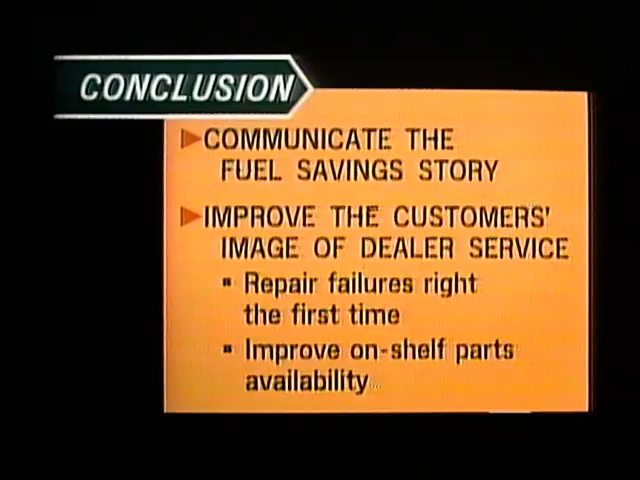 CONCLUSION
▶COMMUNICATE THE
FUEL SAVINGS STORY
▶IMPROVE THE CUSTOMERS'
IMAGE OF DEALER SERVICE
▪ Repair failures right
the first time
▪ Improve on-shelf parts
availability